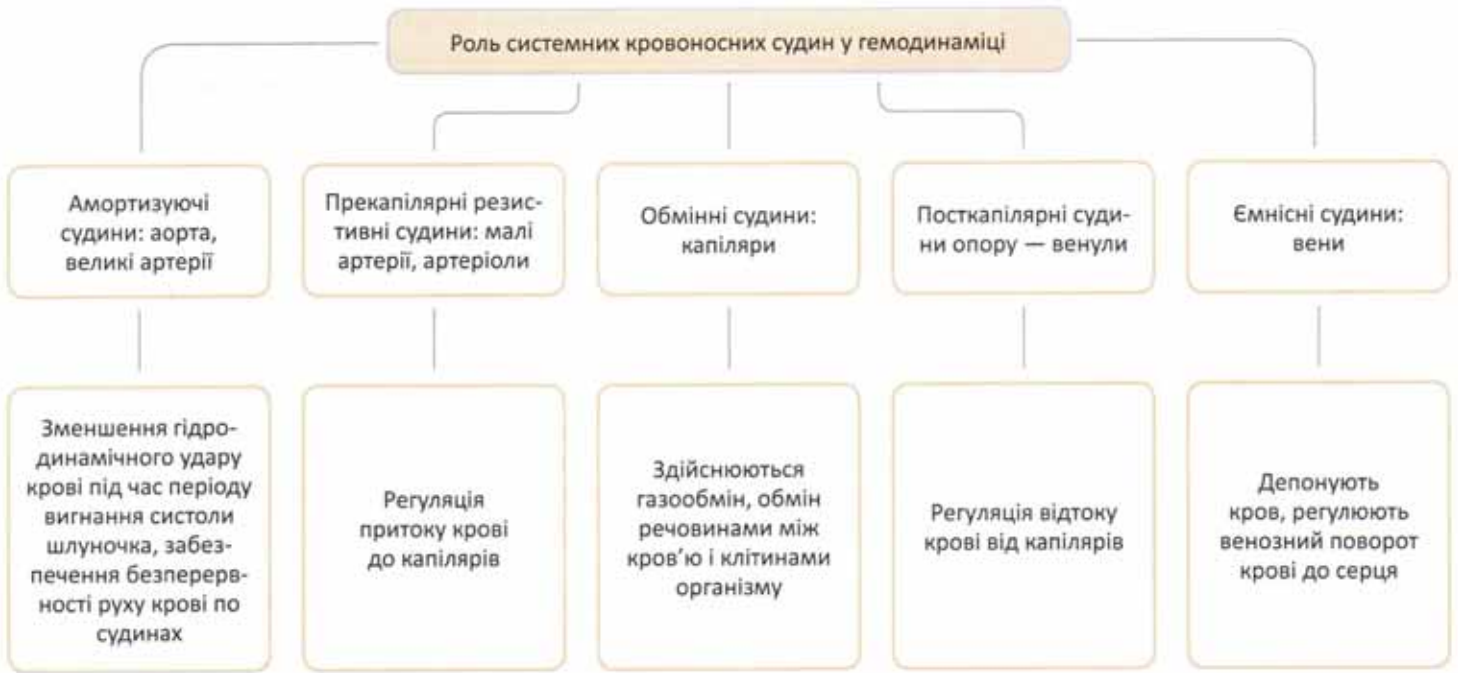 Роль системних кровоносних судин у гемодинаміці
Амортизуючі
судини: аорта,
великі артерії
Прекапілярні резис-
тивні судини: малі
артерії, артеріоли
Обмінні судини:
капіляри
Посткапілярні суди-
ни опору — венули
Ємнісні судини:
вени
Зменшення гідро-
динамічного удару
крові під час періоду
вигнання систоли
шлуночка, забез-
печення безперерв-
ності руху крові по
судинах
Регуляція
притоку крові
до капілярів
Здійснюються
газообмін, обмін
речовинами між
кров’ю і клітинами
організму
Регуляція відтоку
крові від капілярів
Депонують
кров, регулюють
венозний поворот
крові до серця